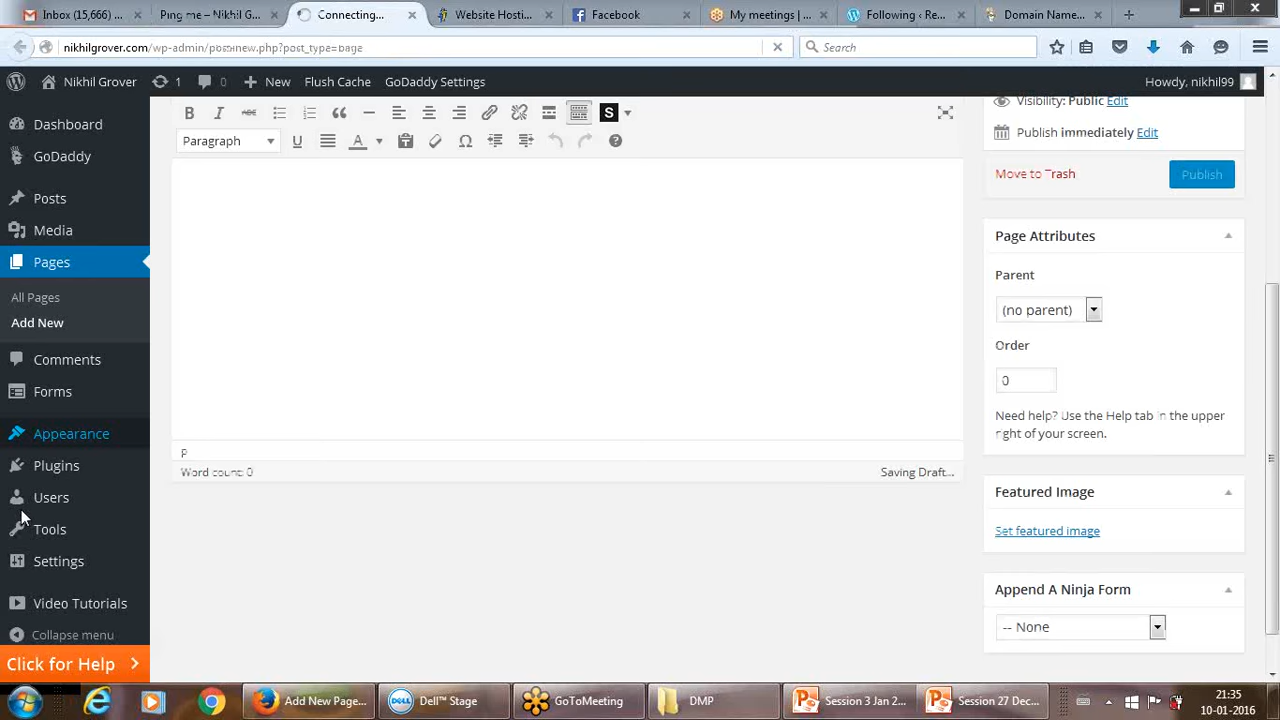 Inbox (15,666) ...
Ping me – Nikhil G...
Connecting...
Website Hosti...
Facebook
My meetings | ...
Following ‹ Re...
Domain Name...
nikhilgrover.com/wp-admin/post-new.php?post_type=page
Search
Nikhil Grover
1
0
New
Flush Cache
GoDaddy Settings
Howdy, nikhil99
Dashboard
GoDaddy
Posts
Media
Pages
All Pages
Add New
Comments
Forms
Appearance
Plugins
Users
Tools
Settings
Video Tutorials
Collapse menu
Click for Help
B I ABC
S
Paragraph
U
A
p
Word count: 0
Saving Draft...
Visibility: Public Edit
Publish immediately Edit
Move to Trash
Publish
Page Attributes
Parent
(no parent)
Order
0
Need help? Use the Help tab in the upper
right of your screen.
Featured Image
Set featured image
Append A Ninja Form
-- None
Add New Page...
DELL
Dell™ Stage
GoToMeeting
DMP
Session 3 Jan 2...
Session 27 Dec...
21:35
10-01-2016